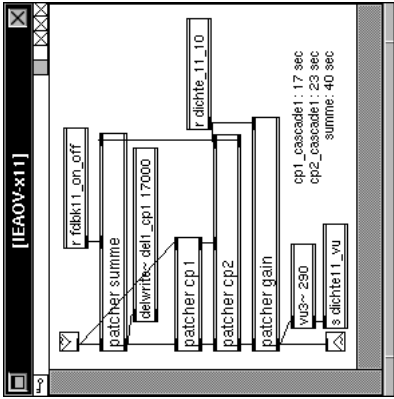 [IEAOV-x11]
r fdbk11_on_off
patcher summe
delwrite~ del1_cp1 17000
patcher cp1
r dichte_11_10
patcher cp2
patcher gain
vu3~ 290
s dichte11_vu
cp1_cascade1: 17 sec
cp2_cascade1: 23 sec
summe: 40 sec